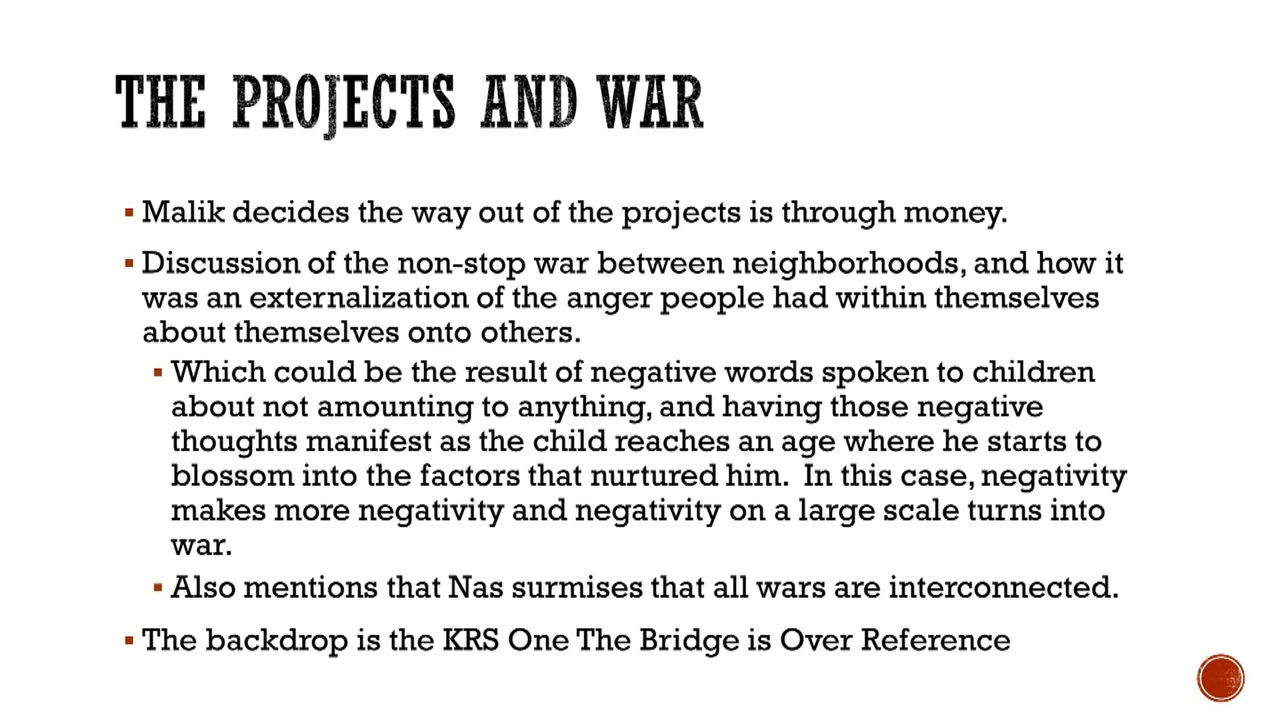 THE PROJECTS AND WAR
▪ Malik decides the way out of the projects is through money.
▪ Discussion of the non-stop war between neighborhoods, and how it
was an externalization of the anger people had within themselves
about themselves onto others.
▪ Which could be the result of negative words spoken to children
about not amounting to anything, and having those negative
thoughts manifest as the child reaches an age where he starts to
blossom into the factors that nurtured him. In this case, negativity
makes more negativity and negativity on a large scale turns into
war.
▪ Also mentions that Nas surmises that all wars are interconnected.
▪ The backdrop is the KRS One The Bridge is Over Reference